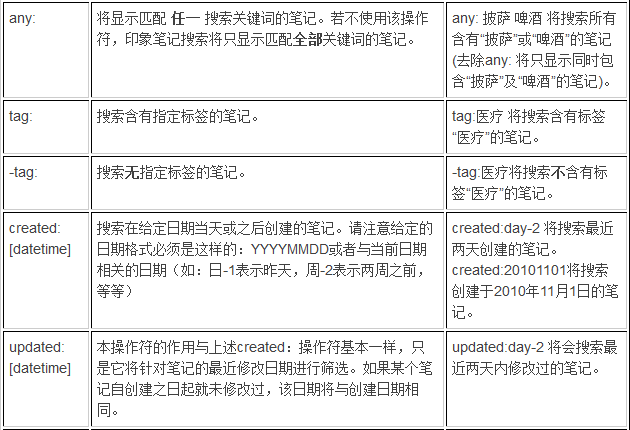 any:
将显示匹配 任一 搜索关键词的笔记。若不使用该操作
符，印象笔记搜索将只显示匹配全部关键词的笔记。
any: 披萨 啤酒 将搜索所有
含有“披萨”或“啤酒”的笔记
(去除any: 将只显示同时包
含“披萨”及“啤酒”的笔记)。
tag:
搜索含有指定标签的笔记。
tag:医疗 将搜索含有标签
“医疗”的笔记。
-tag:
搜索无指定标签的笔记。
-tag:医疗将搜索不含有标
签“医疗”的笔记。
created:
[datetime]
搜索在给定日期当天或之后创建的笔记。请注意给定的
日期格式必须是这样的：YYYYMMDD或者与当前日期
相关的日期（如：日-1表示昨天，周-2表示两周之前，
等等）
created:day-2 将搜索最近
两天创建的笔记。
created:20101101将搜索
创建于2010年11月1日的笔
记。
updated:
[datetime]
本操作符的作用与上述created：操作符基本一样，只
是它将针对笔记的最近修改日期进行筛选。如果某个笔
记自创建之日起就未修改过，该日期将与创建日期相
同。
updated:day-2 将会搜索最
近两天内修改过的笔记。